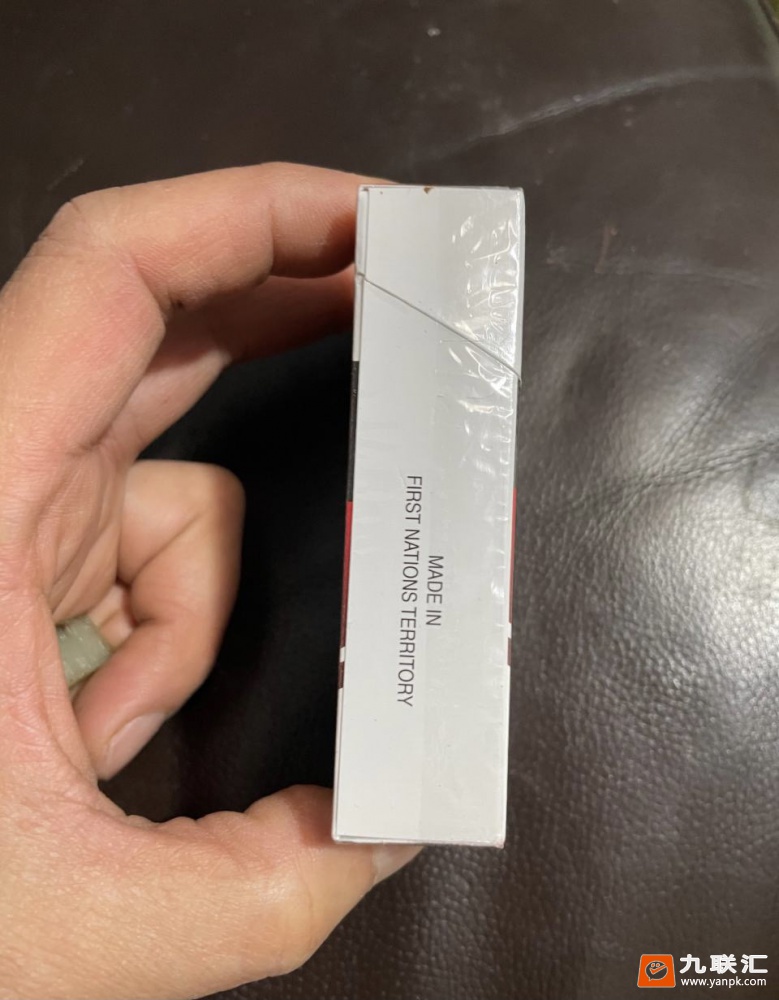 MADE IN
FIRST NATIONS TERRITORY
九联汇
www.yanpk.com